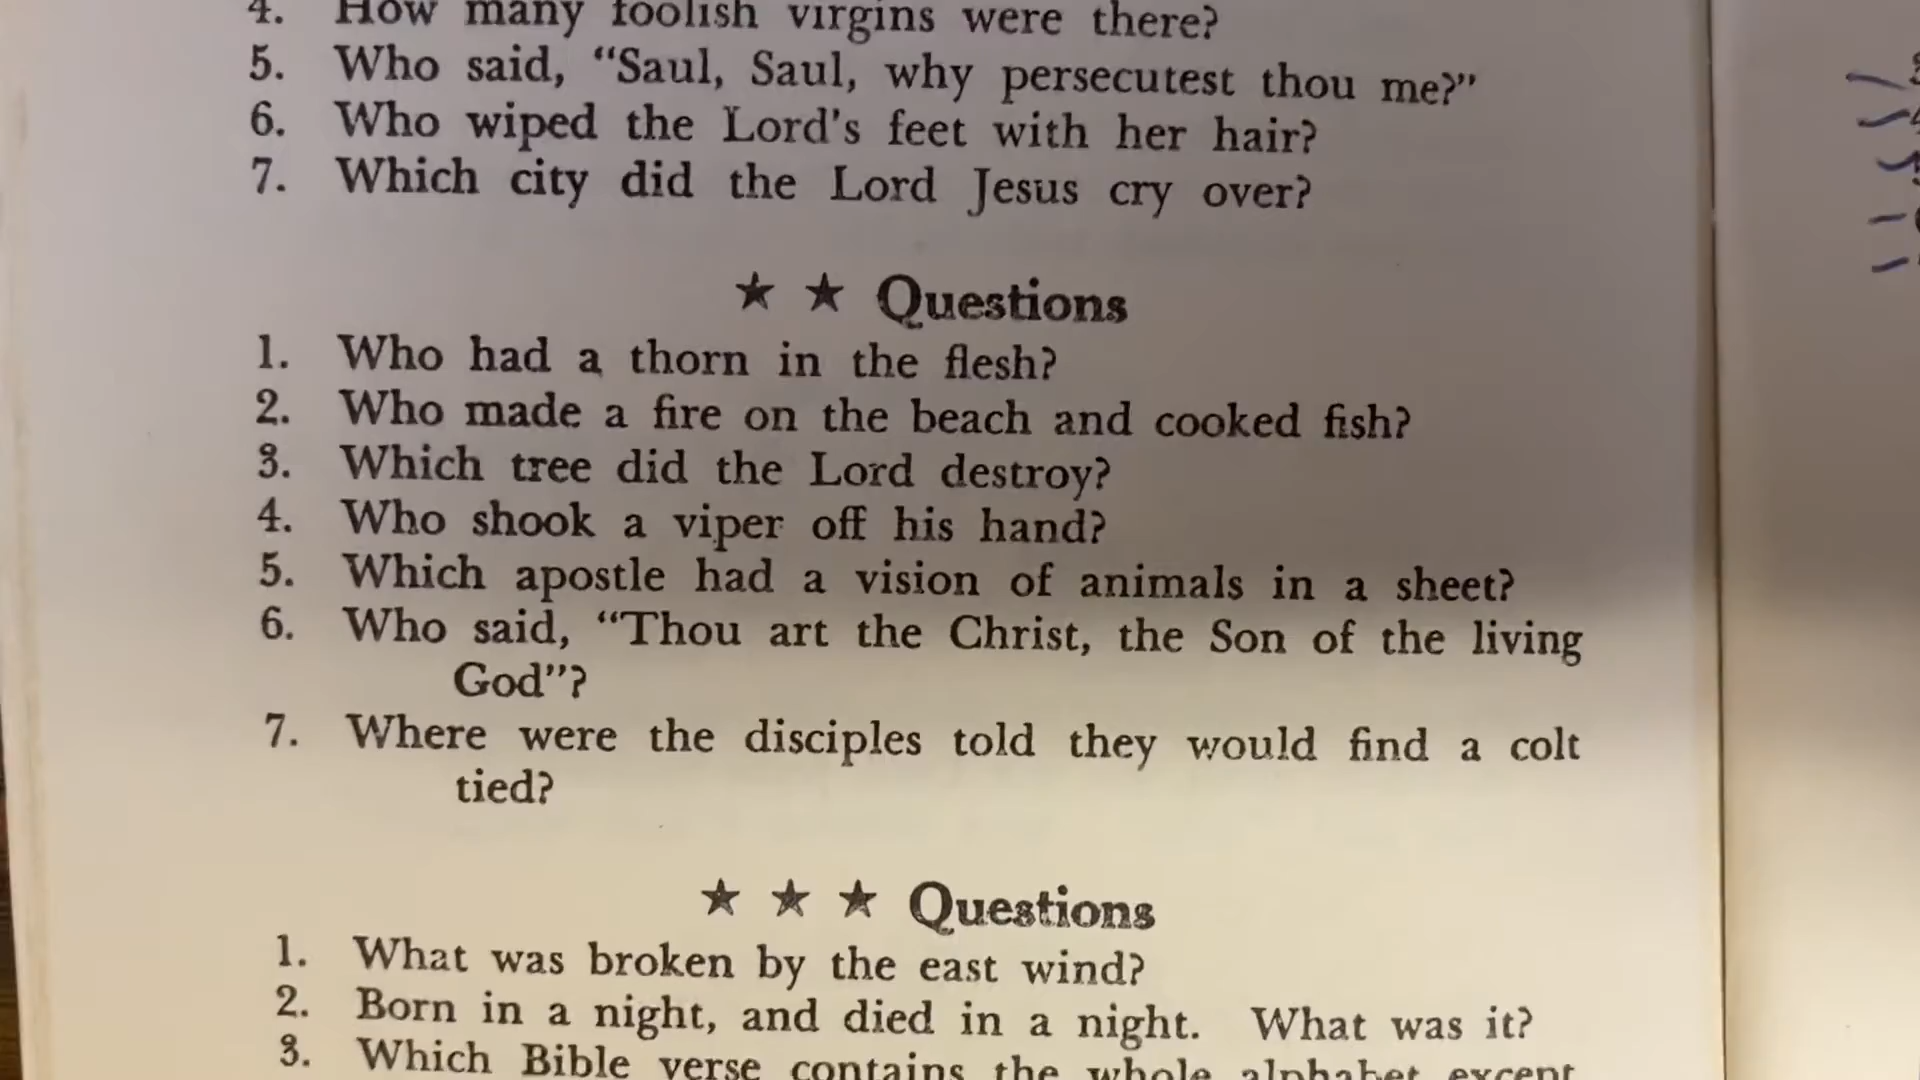 4. How many foolish virgins were there?
5. Who said, “Saul, Saul, why persecutest thou me?”
6. Who wiped the Lord's feet with her hair?
7. Which city did the Lord Jesus cry over?
★ ★ Questions
1. Who had a thorn in the flesh?
2. Who made a fire on the beach and cooked fish?
3. Which tree did the Lord destroy?
4. Who shook a viper off his hand?
5. Which apostle had a vision of animals in a sheet?
6. Who said, “Thou art the Christ, the Son of the living
God”?
7. Where were the disciples told they would find a colt
tied?
★ ★ ★ Questions
1. What was broken by the east wind?
2. Born in a night, and died in a night. What was it?
3. Which Bible verse contains the whole alphabet except